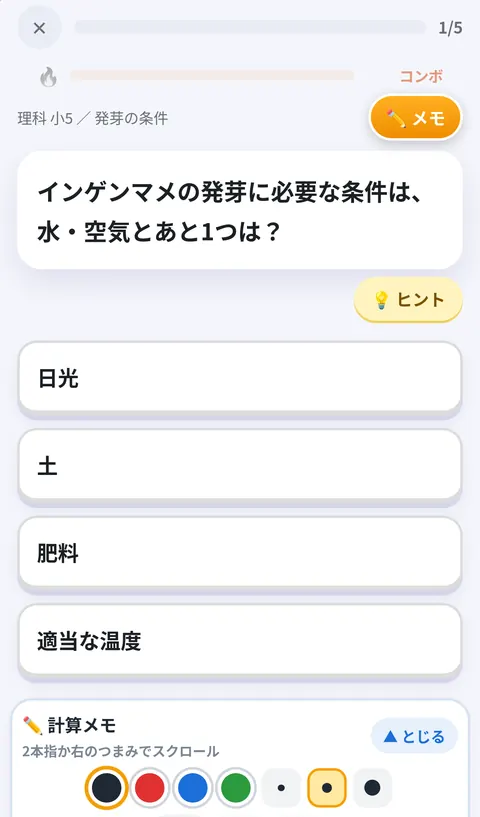 ✕
1/5
🔥 コンボ
理科 小5 ／ 発芽の条件
✏️ メモ
インゲンマメの発芽に必要な条件は、
水・空気とあと1つは？
💡 ヒント
日光
土
肥料
適当な温度
✏️ 計算メモ
2本指か右のつまみでスクロール
▲ とじる